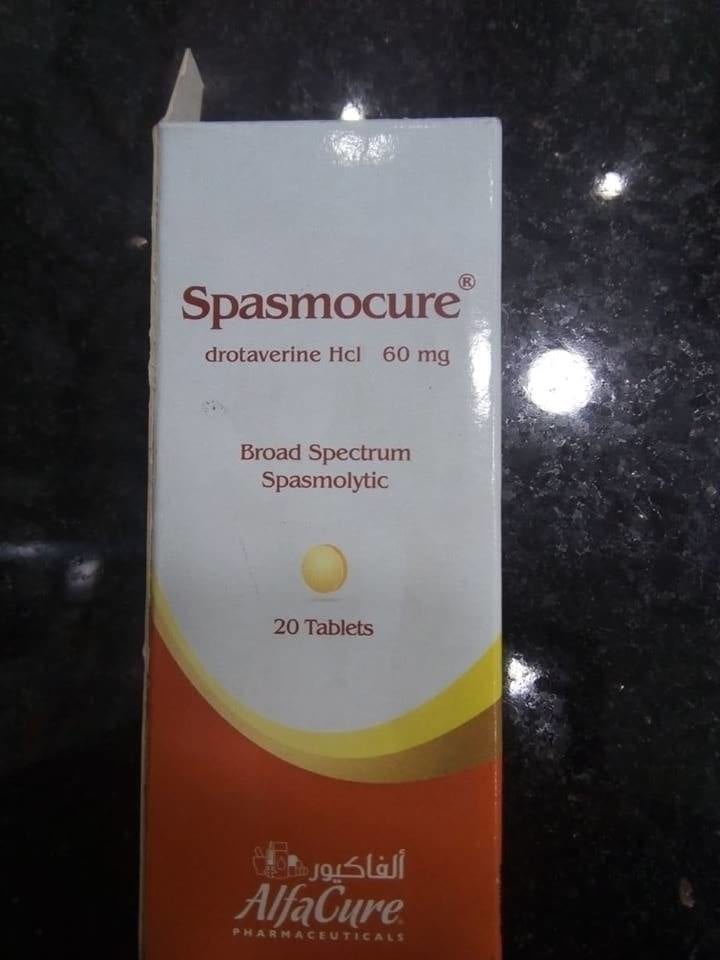 Spasmocure®
drotaverine Hcl 60 mg
Broad Spectrum
Spasmolytic
20 Tablets
ألفاكيور
AlfaCure
PHARMACEUTICALS